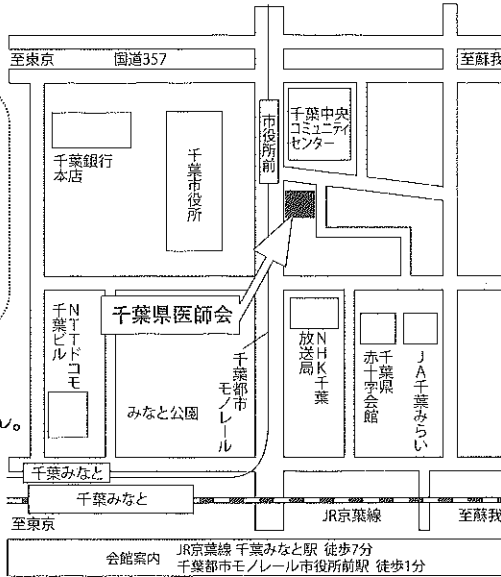 至東京
国道357
至蘇我
千葉銀行
本店
千葉市役所
市役所前
千葉中央
コミュニティ
センター
千葉県医師会
NTTドコモ
千葉ビル
みなと公園
千葉都市
モノレール
NHK千葉
放送局
千葉県
赤十字会館
JA千葉みらい
ん。
千葉みなと
千葉みなと
至東京
JR京葉線
至蘇我
会館案内
JR京葉線 千葉みなと駅 徒歩7分
千葉都市モノレール市役所前駅 徒歩1分